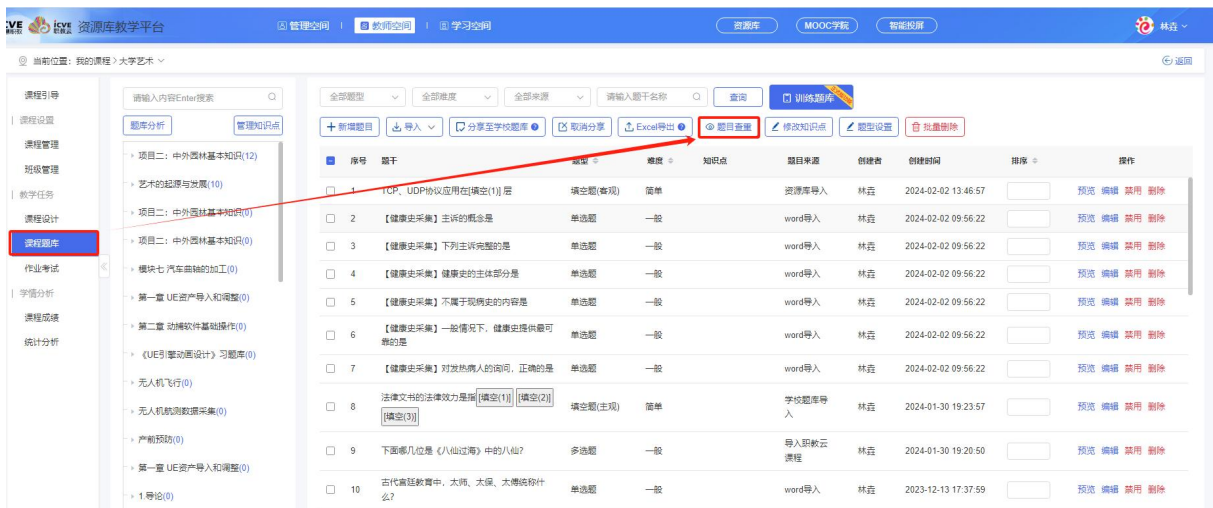 icve 资源库教学平台 管理空间 教师空间 学习空间 资源库 MOOC学院 智能投屏 林垚
当前位置: 我的课程 > 大学艺术 返回
课程引导
课程设置
课程管理
班级管理
教学任务
课程设计
课程题库
作业考试
学情分析
课程成绩
统计分析
请输入内容Enter搜索
题库分析 管理知识点
项目二：中外园林基本知识(12)
艺术的起源与发展(10)
项目二：中外园林基本知识(0)
项目二：中外园林基本知识(0)
模块七 汽车曲轴的加工(0)
第一章 UE资产导入和调整(0)
第二章 动捕软件基础操作(0)
《UE引擎动画设计》习题库(0)
无人机飞行(0)
无人机航测数据采集(0)
产前预防(0)
第一章 UE资产导入和调整(0)
1.导论(0)
全部题型 全部难度 全部来源 请输入题干名称 查询 训练题库
新增题目 导入 分享至学校题库 取消分享 Excel导出 题目查重 修改知识点 题型设置 批量删除
序号 题干 题型 难度 知识点 题目来源 创建者 创建时间 排序 操作
1 TCP、UDP协议应用在[填空(1)] 层 填空题(客观) 简单 资源库导入 林垚 2024-02-02 13:46:57 预览 编辑 禁用 删除
2 【健康史采集】主诉的概念是 单选题 一般 word导入 林垚 2024-02-02 09:56:22 预览 编辑 禁用 删除
3 【健康史采集】下列主诉完整的是 单选题 一般 word导入 林垚 2024-02-02 09:56:22 预览 编辑 禁用 删除
4 【健康史采集】健康史的主体部分是 单选题 一般 word导入 林垚 2024-02-02 09:56:22 预览 编辑 禁用 删除
5 【健康史采集】不属于现病史的内容是 单选题 一般 word导入 林垚 2024-02-02 09:56:22 预览 编辑 禁用 删除
6 【健康史采集】一般情况下，健康史提供最可
靠的是 单选题 一般 word导入 林垚 2024-02-02 09:56:22 预览 编辑 禁用 删除
7 【健康史采集】对发热病人的询问，正确的是 单选题 一般 word导入 林垚 2024-02-02 09:56:22 预览 编辑 禁用 删除
8 法律文书的法律效力是指 [填空(1)] [填空(2)]
[填空(3)] 填空题(主观) 简单 学校题库导
入 林垚 2024-01-30 19:23:57 预览 编辑 禁用 删除
9 下面哪几位是《八仙过海》中的八仙? 多选题 一般 导入职教云
课程 林垚 2024-01-30 19:20:50 预览 编辑 禁用 删除
10 古代宫廷教育中，太师、太保、太傅统称什
么? 单选题 一般 word导入 林垚 2023-12-13 17:37:59 预览 编辑 禁用 删除